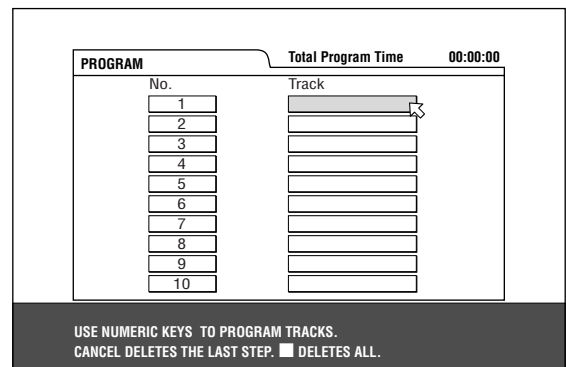 PROGRAM Total Program Time 00:00:00
No. Track
1
2
3
4
5
6
7
8
9
10
USE NUMERIC KEYS TO PROGRAM TRACKS.
CANCEL DELETES THE LAST STEP. ■ DELETES ALL.